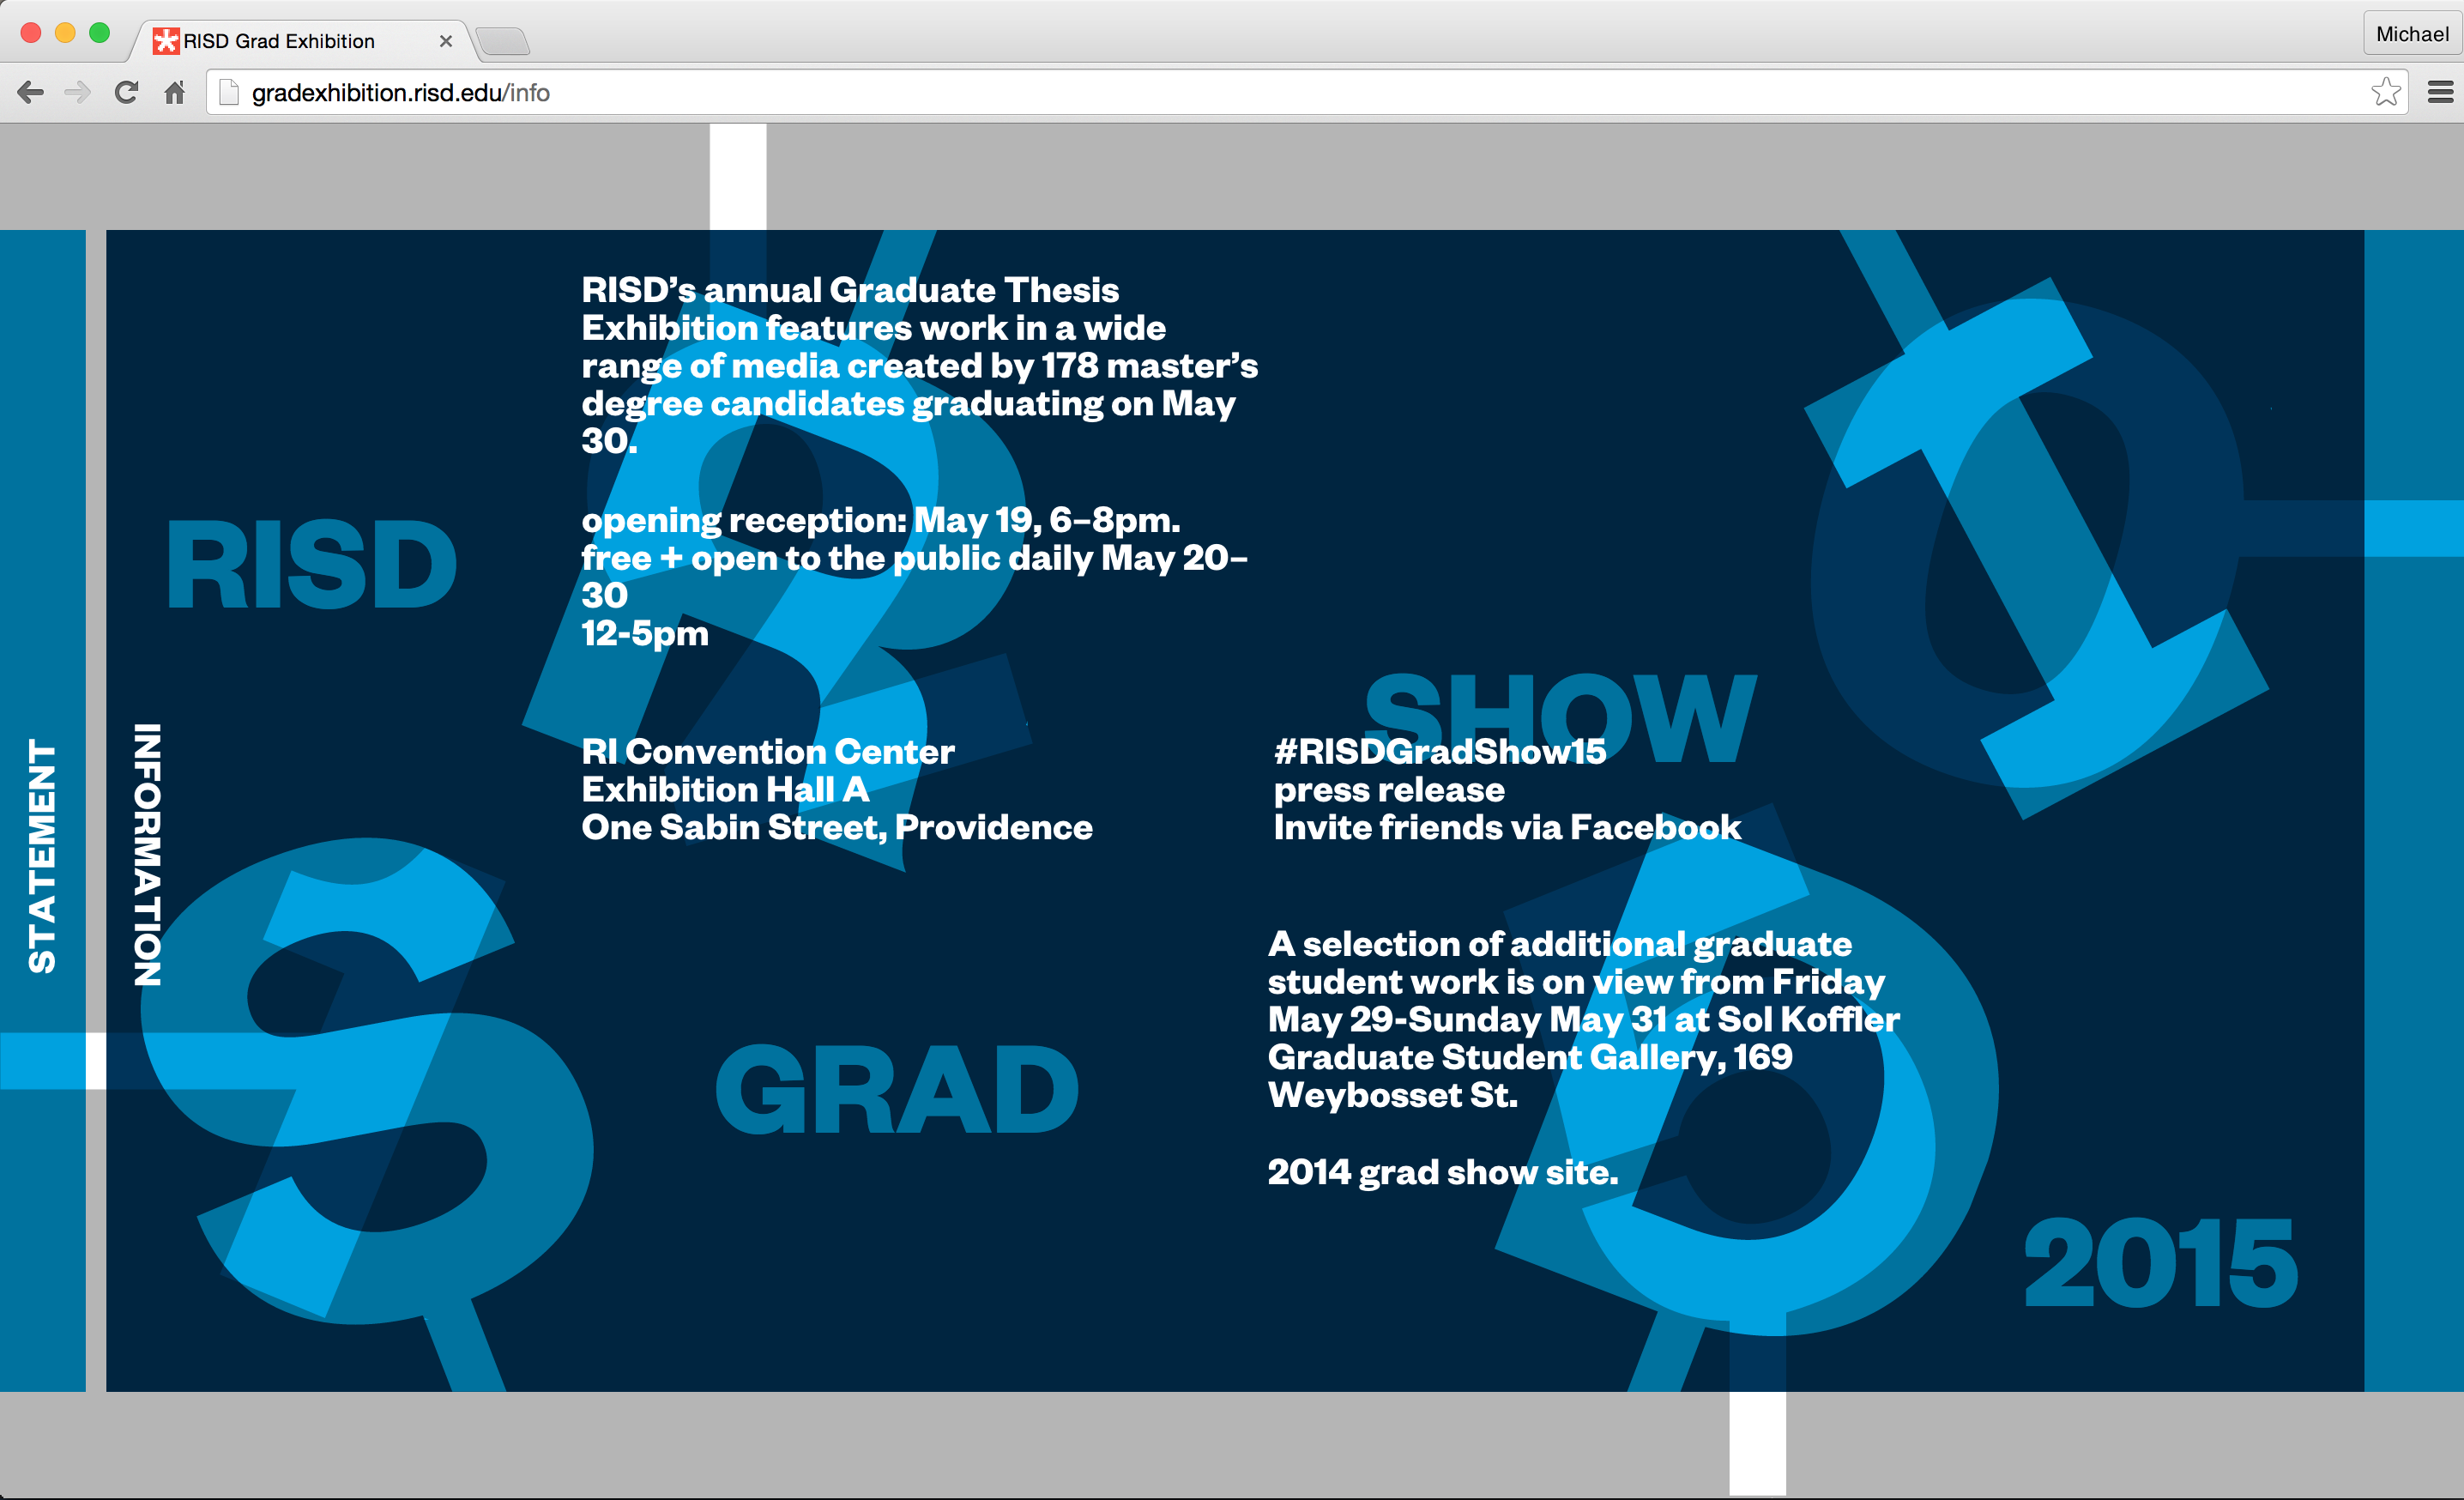 RISD Grad Exhibition
Michael
gradexhibition.risd.edu/info
RISD's annual Graduate Thesis
Exhibition features work in a wide
range of media created by 178 master's
degree candidates graduating on May
30.
opening reception: May 19, 6–8pm.
free + open to the public daily May 20–
30
12-5pm
RISD
STATEMENT
INFORMATION
RI Convention Center
Exhibition Hall A
One Sabin Street, Providence
SHOW
#RISDGradShow15
press release
Invite friends via Facebook
GRAD
A selection of additional graduate
student work is on view from Friday
May 29-Sunday May 31 at Sol Koffler
Graduate Student Gallery, 169
Weybosset St.
2014 grad show site.
2015